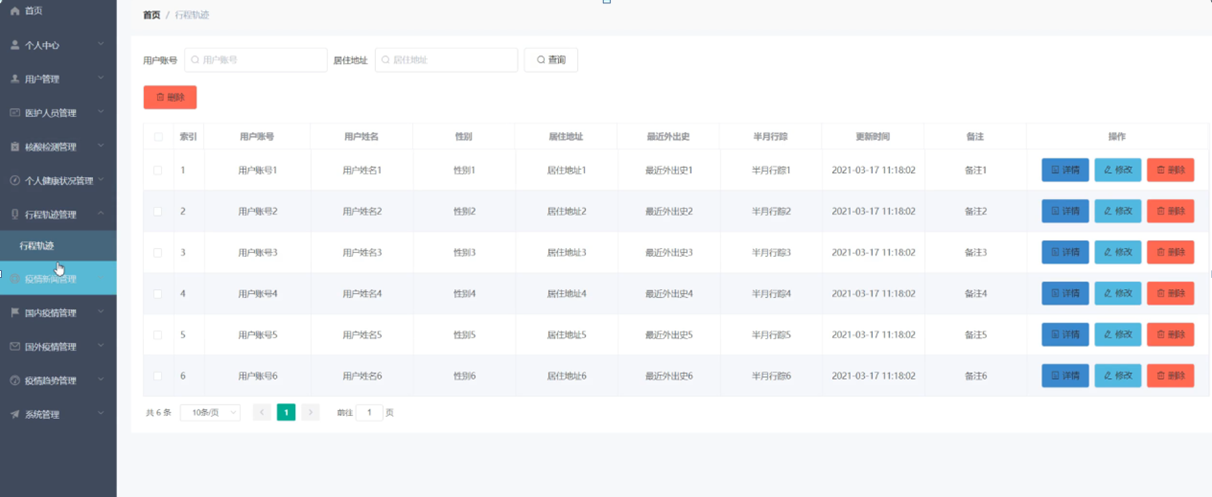 首页
个人中心
用户管理
医护人员管理
核酸检测管理
个人健康状况管理
行程轨迹管理
行程轨迹
疫情新闻管理
国内疫情管理
国外疫情管理
疫情趋势管理
系统管理
首页 / 行程轨迹
用户账号 用户账号 居住地址 居住地址 查询
删除
索引 用户账号 用户姓名 性别 居住地址 最近外出史 半月行踪 更新时间 备注 操作
1 用户账号1 用户姓名1 性别1 居住地址1 最近外出史1 半月行踪1 2021-03-17 11:18:02 备注1 详情 修改 删除
2 用户账号2 用户姓名2 性别2 居住地址2 最近外出史2 半月行踪2 2021-03-17 11:18:02 备注2 详情 修改 删除
3 用户账号3 用户姓名3 性别3 居住地址3 最近外出史3 半月行踪3 2021-03-17 11:18:02 备注3 详情 修改 删除
4 用户账号4 用户姓名4 性别4 居住地址4 最近外出史4 半月行踪4 2021-03-17 11:18:02 备注4 详情 修改 删除
5 用户账号5 用户姓名5 性别5 居住地址5 最近外出史5 半月行踪5 2021-03-17 11:18:02 备注5 详情 修改 删除
6 用户账号6 用户姓名6 性别6 居住地址6 最近外出史6 半月行踪6 2021-03-17 11:18:02 备注6 详情 修改 删除
共 6 条 10条/页 1 前往 1 页